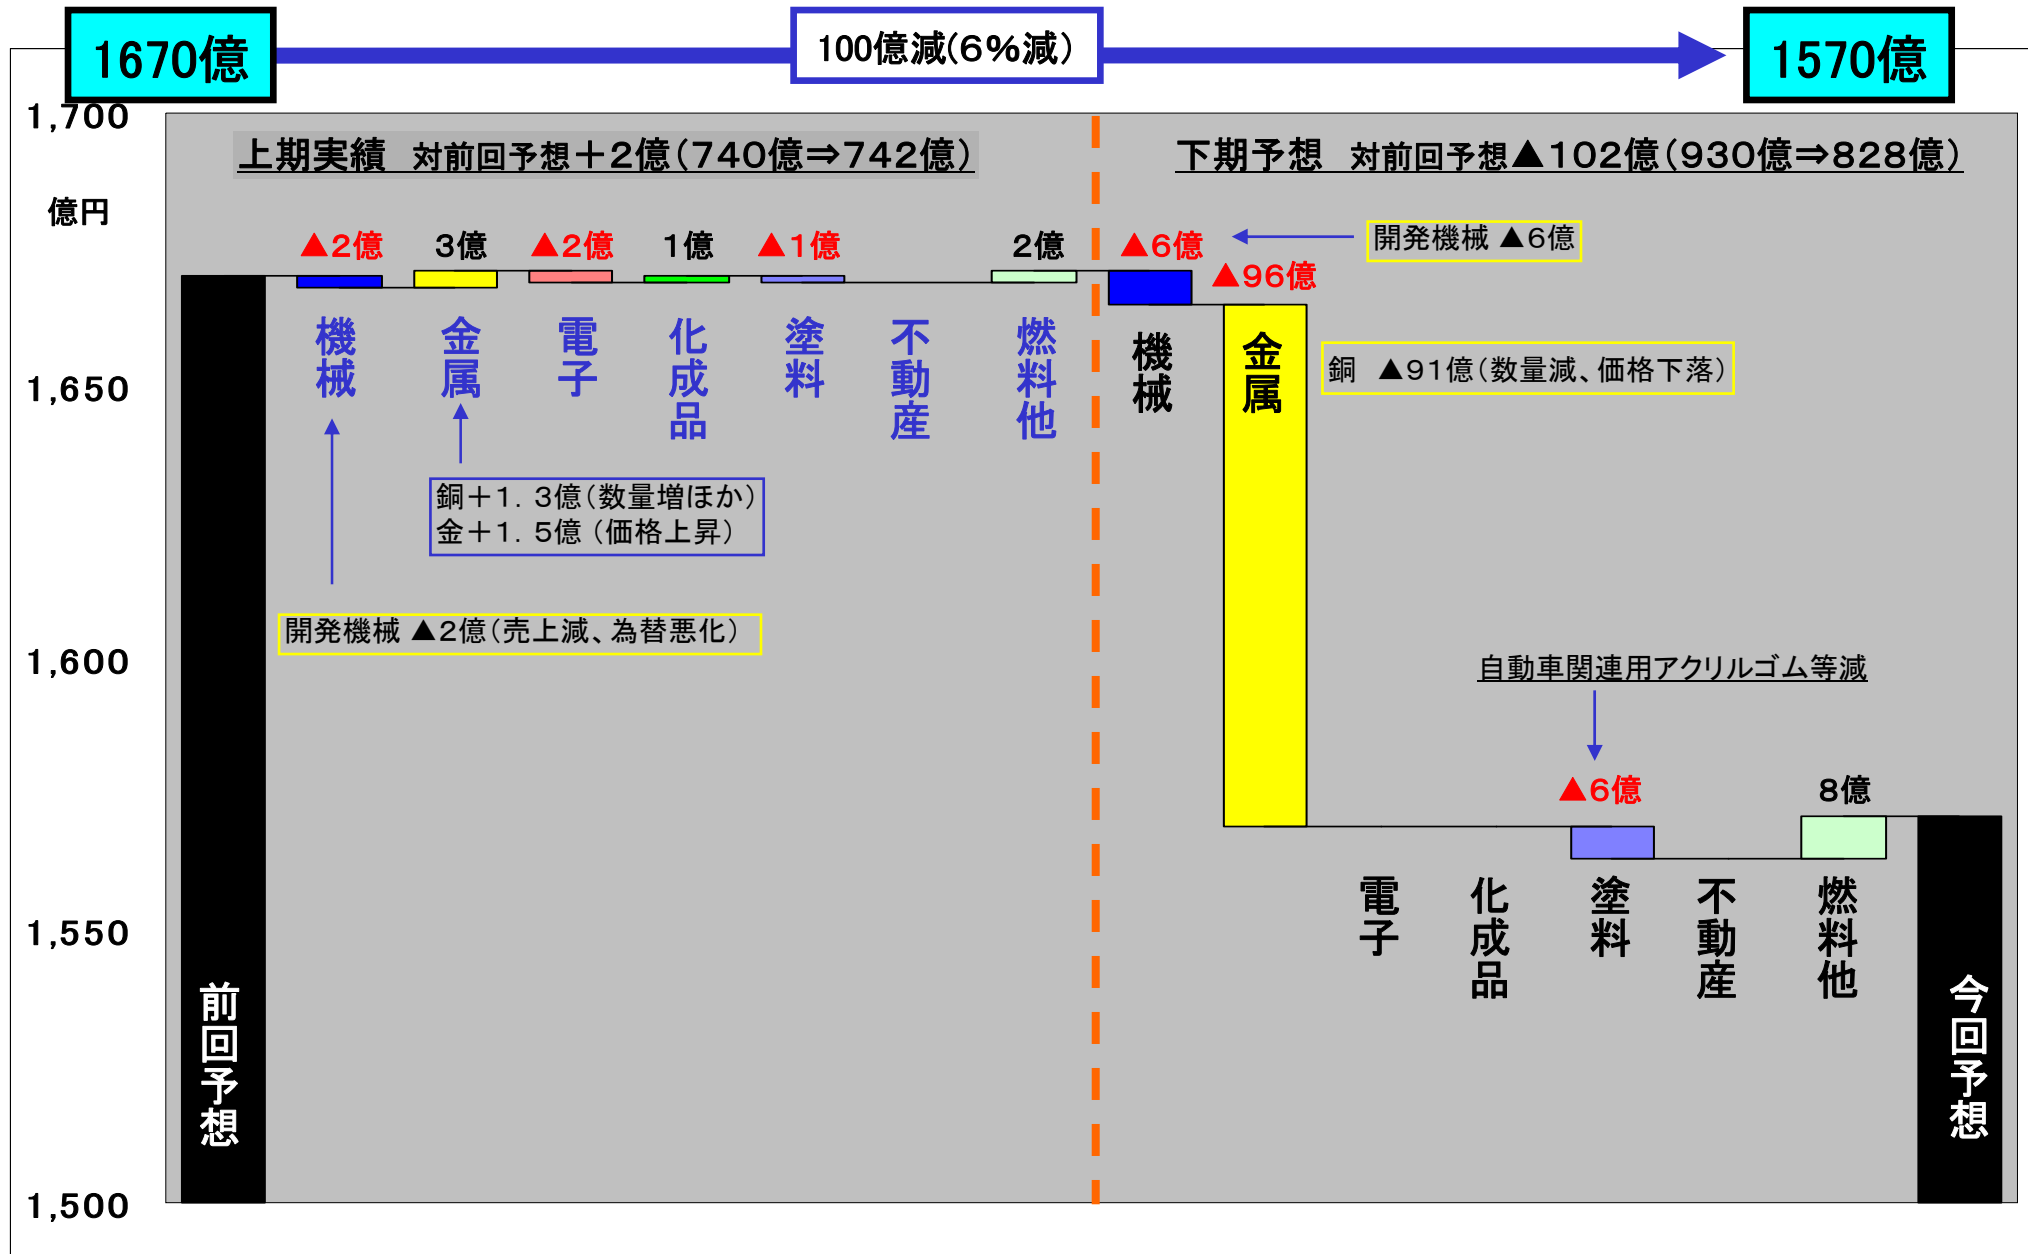 1670億
100億減(6%減)
1570億
1,700
億円
1,650
1,600
1,550
1,500
上期実績 対前回予想+2億(740億⇒742億)
▲2億
3億
▲2億
1億
▲1億
2億
機械
金属
電子
化成品
塗料
不動産
燃料他
銅+1.3億(数量増ほか)
金+1.5億(価格上昇)
開発機械 ▲2億(売上減、為替悪化)
前回予想
下期予想 対前回予想▲102億(930億⇒828億)
▲6億
開発機械 ▲6億
▲96億
機械
金属
銅 ▲91億(数量減、価格下落)
自動車関連用アクリルゴム等減
▲6億
8億
電子
化成品
塗料
不動産
燃料他
今回予想